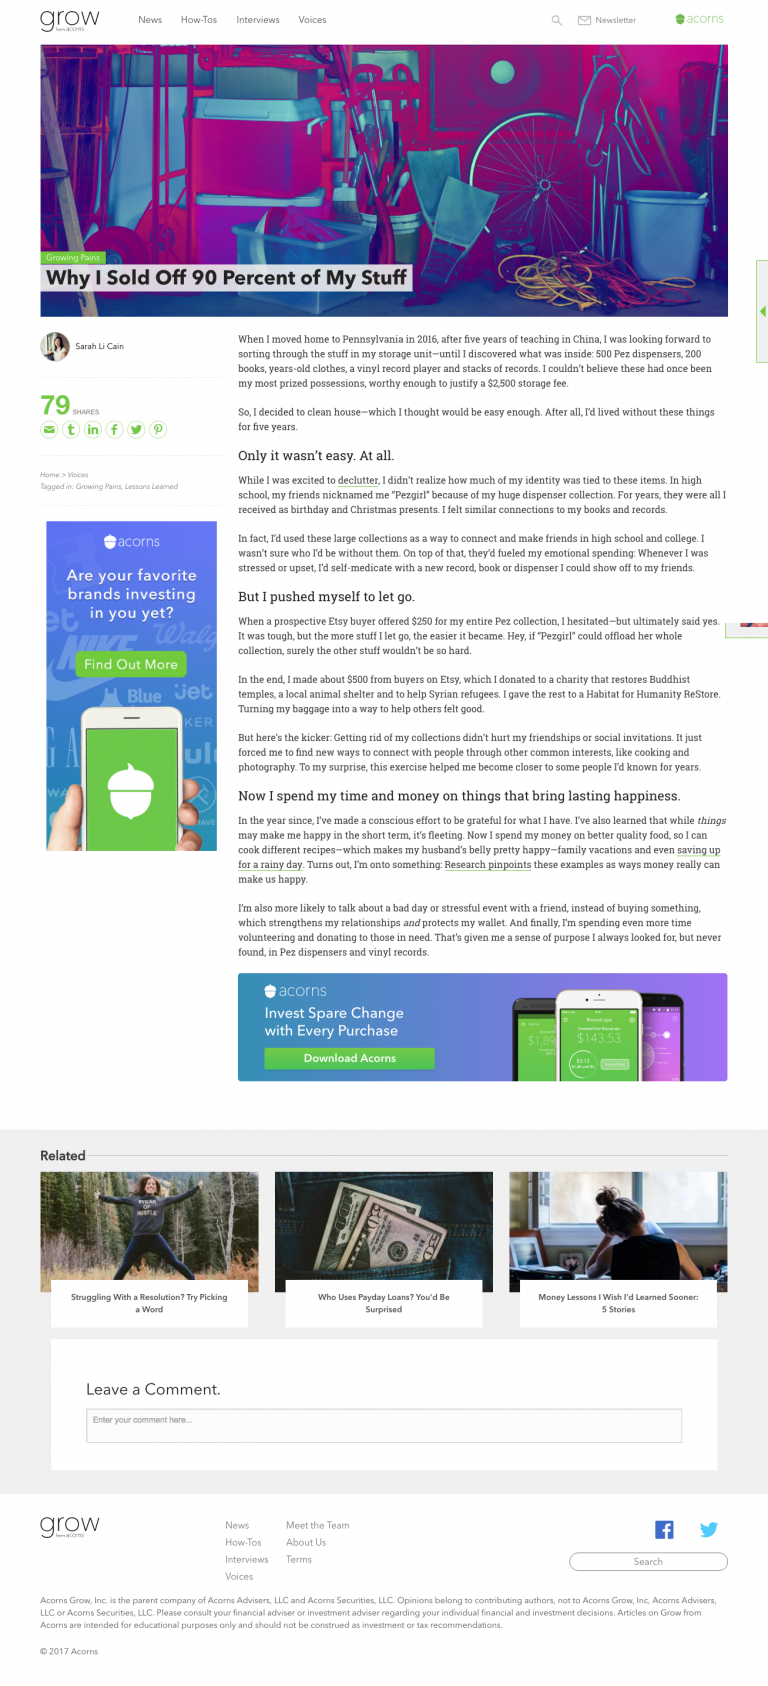 grow
from acorns
News How-Tos Interviews Voices
Newsletter
acorns
Growing Pains
Why I Sold Off 90 Percent of My Stuff
Sarah Li Cain
79 SHARES
Home > Voices
Tagged in: Growing Pains, Lessons Learned
acorns
Are your favorite
brands investing
in you yet?
Find Out More
When I moved home to Pennsylvania in 2016, after five years of teaching in China, I was looking forward to
sorting through the stuff in my storage unit—until I discovered what was inside: 500 Pez dispensers, 200
books, years-old clothes, a vinyl record player and stacks of records. I couldn't believe these had once been
my most prized possessions, worthy enough to justify a $2,500 storage fee.
So, I decided to clean house—which I thought would be easy enough. After all, I'd lived without these things
for five years.
Only it wasn't easy. At all.
While I was excited to declutter, I didn't realize how much of my identity was tied to these items. In high
school, my friends nicknamed me "Pezgirl" because of my huge dispenser collection. For years, they were all I
received as birthday and Christmas presents. I felt similar connections to my books and records.
In fact, I'd used these large collections as a way to connect and make friends in high school and college. I
wasn't sure who I'd be without them. On top of that, they'd fueled my emotional spending: Whenever I was
stressed or upset, I'd self-medicate with a new record, book or dispenser I could show off to my friends.
But I pushed myself to let go.
When a prospective Etsy buyer offered $250 for my entire Pez collection, I hesitated—but ultimately said yes.
It was tough, but the more stuff I let go, the easier it became. Hey, if "Pezgirl" could offload her whole
collection, surely the other stuff wouldn't be so hard.
In the end, I made about $500 from buyers on Etsy, which I donated to a charity that restores Buddhist
temples, a local animal shelter and to help Syrian refugees. I gave the rest to a Habitat for Humanity ReStore.
Turning my baggage into a way to help others felt good.
But here's the kicker: Getting rid of my collections didn't hurt my friendships or social invitations. It just
forced me to find new ways to connect with people through other common interests, like cooking and
photography. To my surprise, this exercise helped me become closer to some people I'd known for years.
Now I spend my time and money on things that bring lasting happiness.
In the year since, I've made a conscious effort to be grateful for what I have. I've also learned that while things
may make me happy in the short term, it's fleeting. Now I spend my money on better quality food, so I can
cook different recipes—which makes my husband's belly pretty happy—family vacations and even saving up
for a rainy day. Turns out, I'm onto something: Research pinpoints these examples as ways money really can
make us happy.
I'm also more likely to talk about a bad day or stressful event with a friend, instead of buying something,
which strengthens my relationships and protects my wallet. And finally, I'm spending even more time
volunteering and donating to those in need. That's given me a sense of purpose I always looked for, but never
found, in Pez dispensers and vinyl records.
acorns
Invest Spare Change
with Every Purchase
Download Acorns
Round ups
$143.53
Related
#YEAR
OF
HUSTLE
Struggling With a Resolution? Try Picking
a Word
Who Uses Payday Loans? You'd Be
Surprised
Money Lessons I Wish I'd Learned Sooner:
5 Stories
Leave a Comment.
Enter your comment here...
grow
from acorns
News
How-Tos
Interviews
Voices
Meet the Team
About Us
Terms
Search
Acorns Grow, Inc. is the parent company of Acorns Advisers, LLC and Acorns Securities, LLC. Opinions belong to contributing authors, not to Acorns Grow, Inc, Acorns Advisers,
LLC or Acorns Securities, LLC. Please consult your financial adviser or investment adviser regarding your individual financial and investment decisions. Articles on Grow from
Acorns are intended for educational purposes only and should not be construed as investment or tax recommendations.
© 2017 Acorns